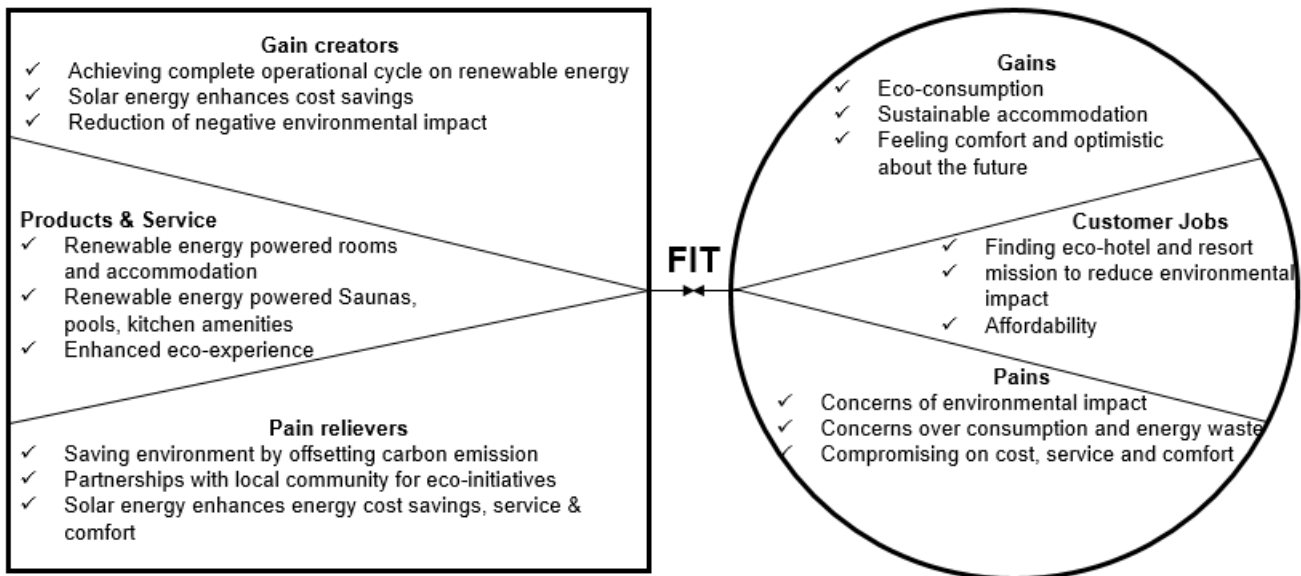 Gain creators
✓ Achieving complete operational cycle on renewable energy
✓ Solar energy enhances cost savings
✓ Reduction of negative environmental impact
Products & Service
✓ Renewable energy powered rooms
and accommodation
✓ Renewable energy powered Saunas,
pools, kitchen amenities
✓ Enhanced eco-experience
Pain relievers
✓ Saving environment by offsetting carbon emission
✓ Partnerships with local community for eco-initiatives
✓ Solar energy enhances energy cost savings, service &
comfort
FIT
Gains
✓ Eco-consumption
✓ Sustainable accommodation
✓ Feeling comfort and optimistic
about the future
Customer Jobs
✓ Finding eco-hotel and resort
✓ mission to reduce environmental
impact
✓ Affordability
Pains
✓ Concerns of environmental impact
✓ Concerns over consumption and energy waste
✓ Compromising on cost, service and comfort